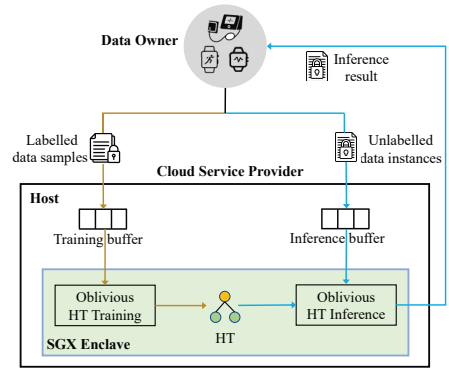 Data Owner
Inference
result
Labelled
data samples
Unlabelled
data instances
Cloud Service Provider
Host
Training buffer
Inference buffer
Oblivious
HT Training
HT
Oblivious
HT Inference
SGX Enclave